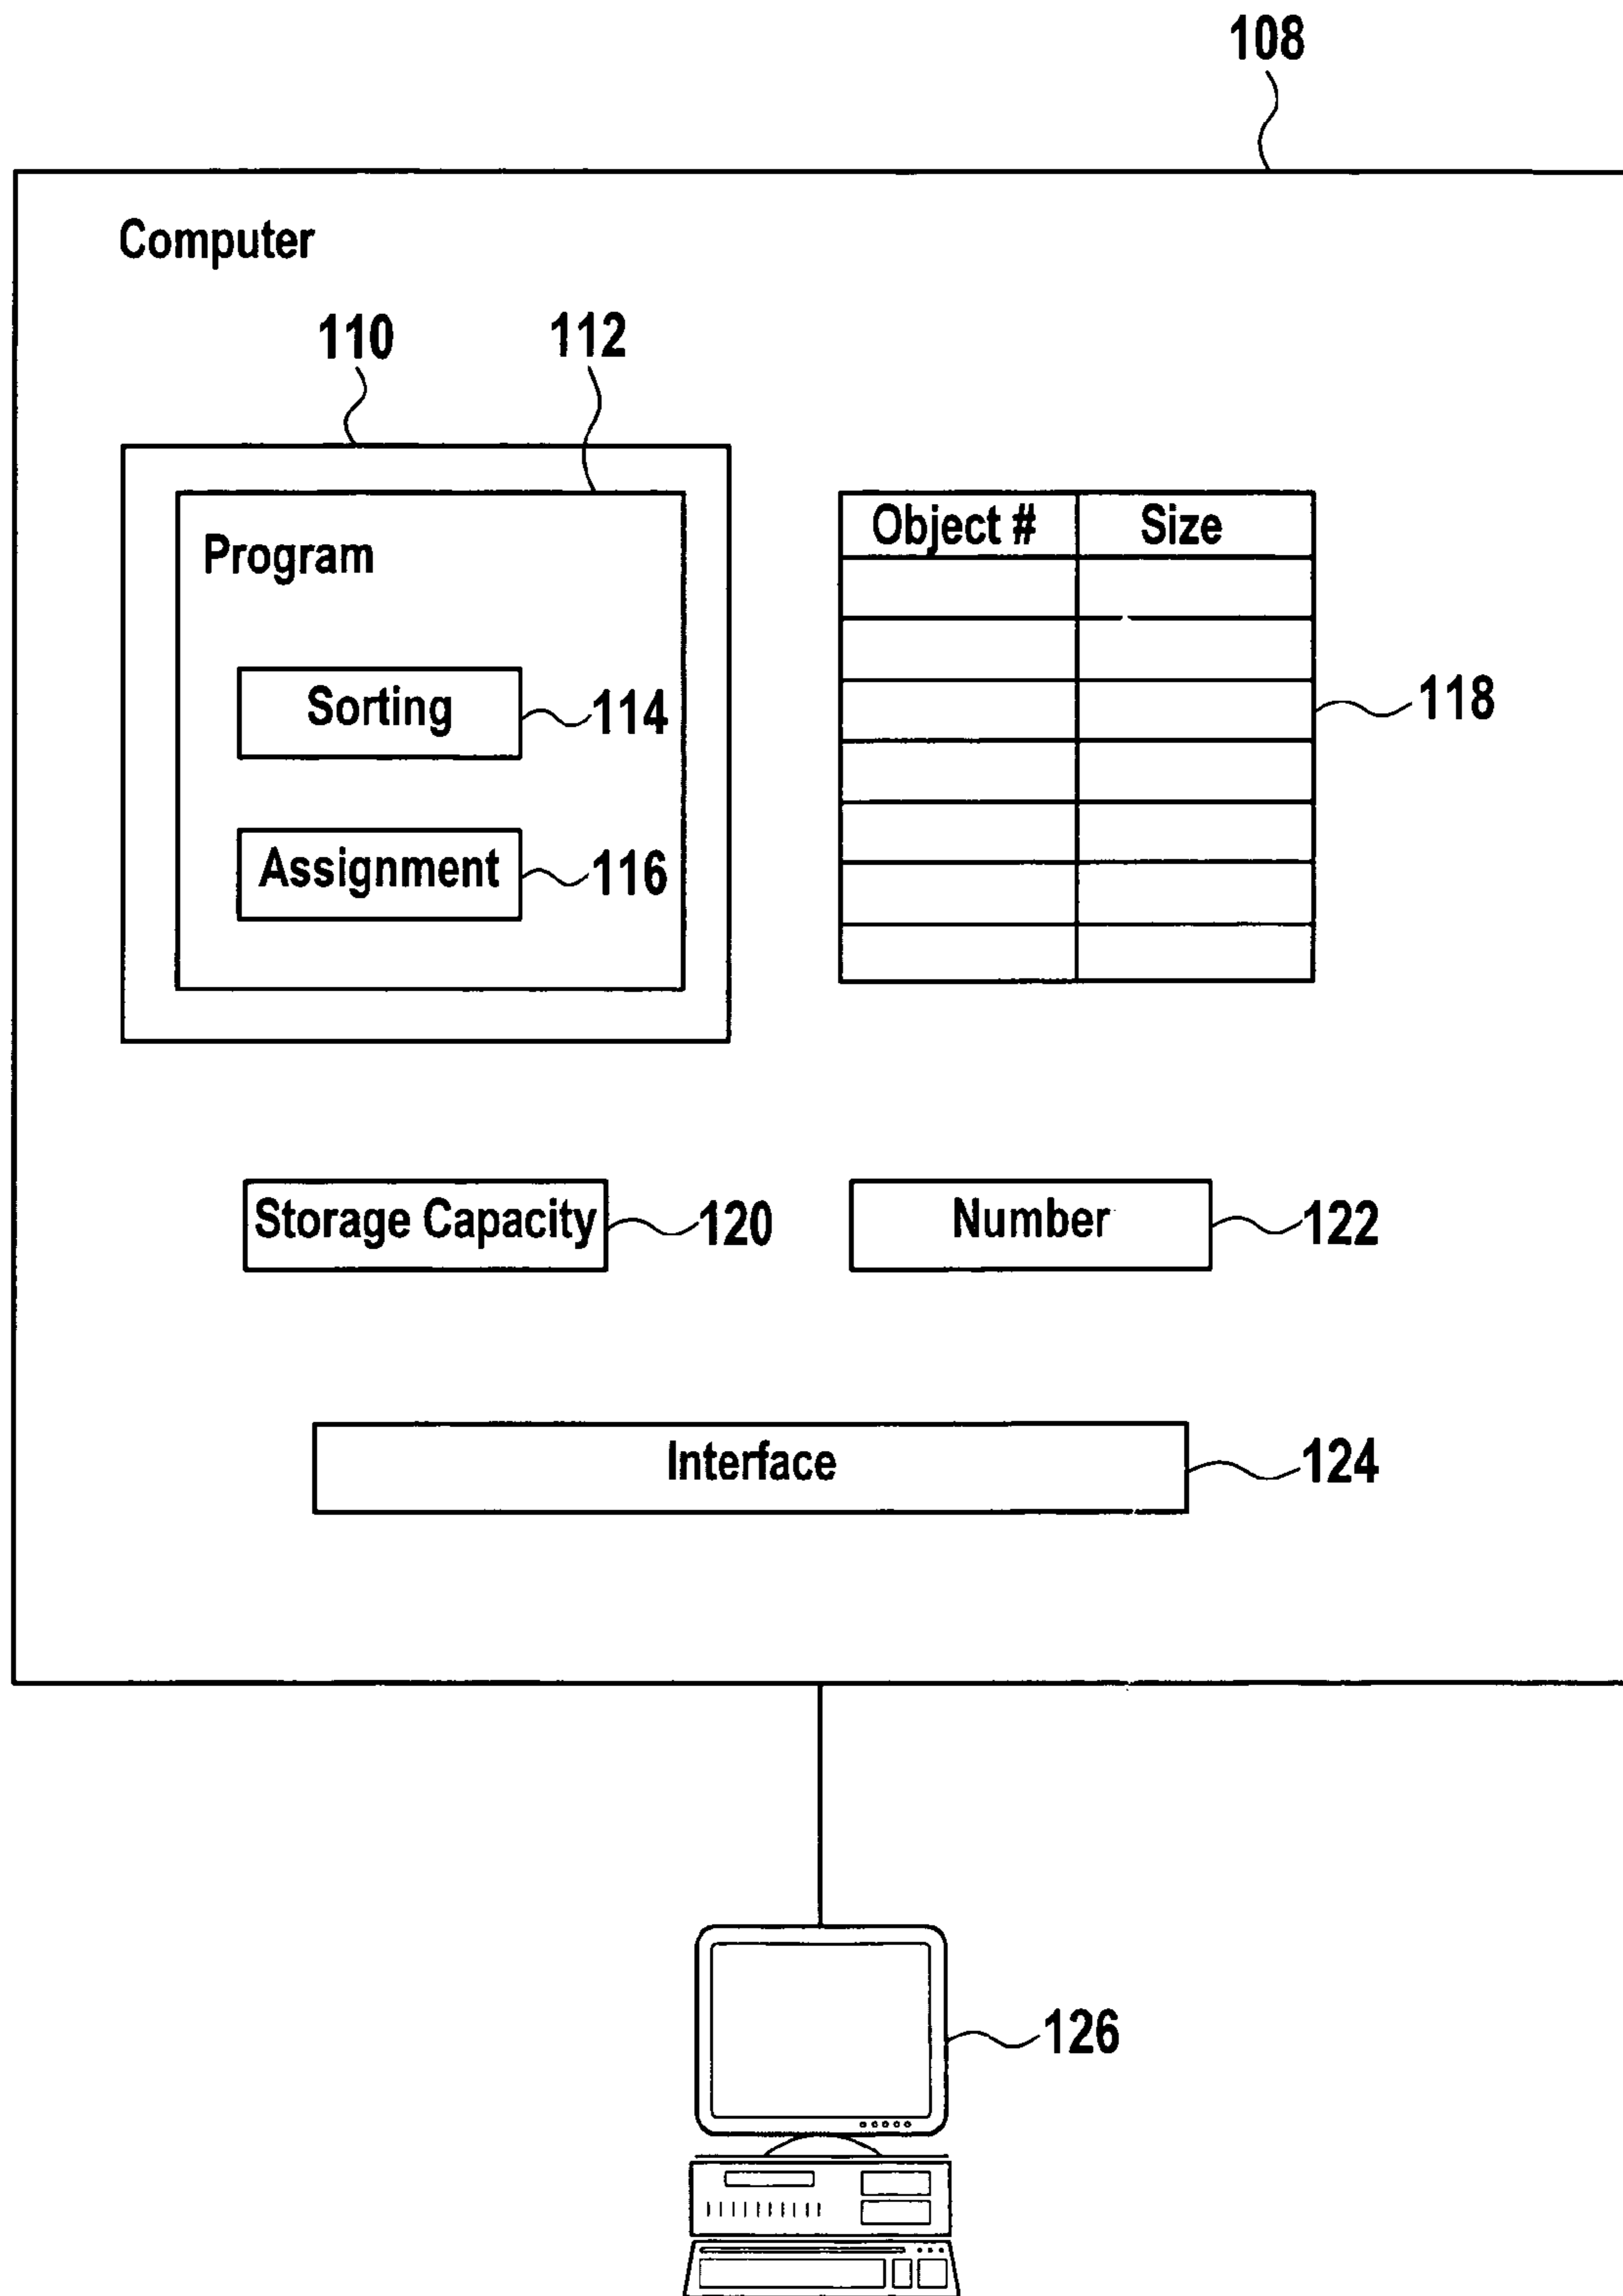 108
Computer
110
112
Program
Object #
Size
Sorting
114
118
Assignment
116
Storage Capacity
120
Number
122
Interface
124
126